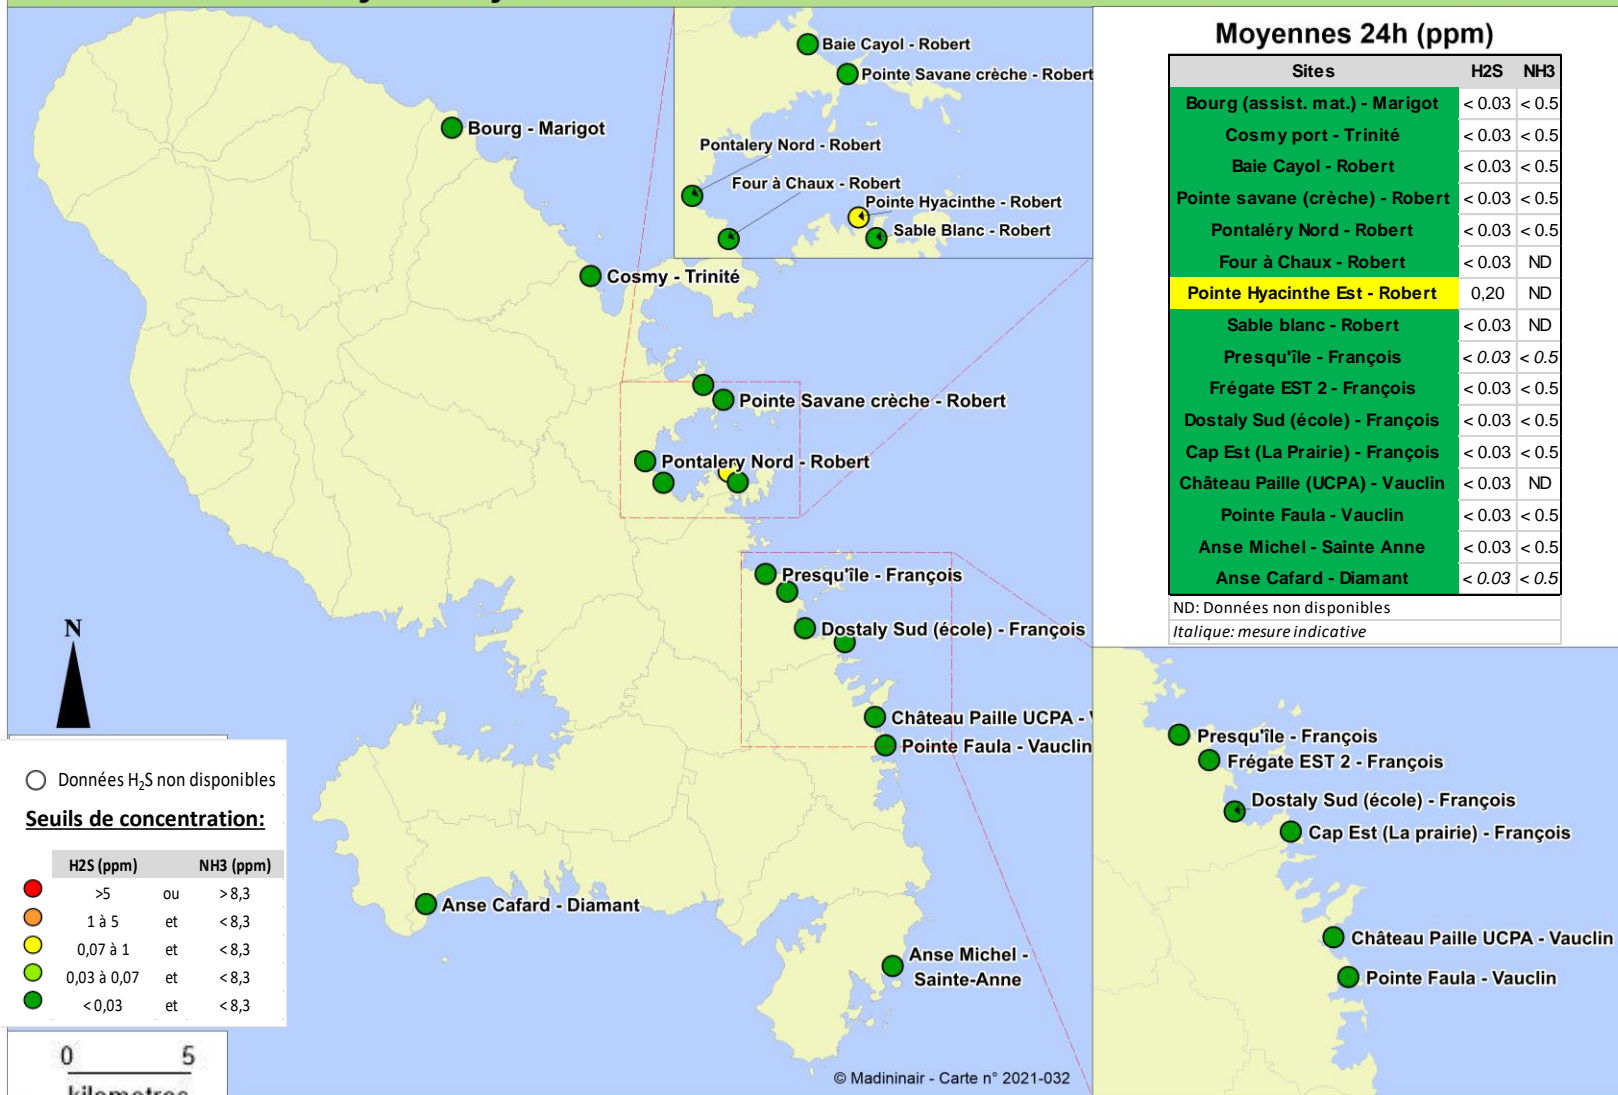 Baie Cayol - Robert
Pointe Savane crèche - Robert
Pontalery Nord - Robert
Four à Chaux - Robert
Pointe Hyacinthe - Robert
Sable Blanc - Robert
Bourg - Marigot
Cosmy - Trinité
Pointe Savane crèche - Robert
Pontalery Nord - Robert
Presqu'île - François
Dostaly Sud (école) - François
Château Paille UCPA -
Pointe Faula - Vauclin
Anse Cafard - Diamant
Anse Michel -
Sainte-Anne
N
Moyennes 24h (ppm)
Sites H2S NH3
Bourg (assist. mat.) - Marigot < 0.03 < 0.5
Cosmy port - Trinité < 0.03 < 0.5
Baie Cayol - Robert < 0.03 < 0.5
Pointe savane (crèche) - Robert < 0.03 < 0.5
Pontaléry Nord - Robert < 0.03 < 0.5
Four à Chaux - Robert < 0.03 ND
Pointe Hyacinthe Est - Robert 0,20 ND
Sable blanc - Robert < 0.03 ND
Presqu'île - François < 0.03 < 0.5
Frégate EST 2 - François < 0.03 < 0.5
Dostaly Sud (école) - François < 0.03 < 0.5
Cap Est (La Prairie) - François < 0.03 < 0.5
Château Paille (UCPA) - Vauclin < 0.03 ND
Pointe Faula - Vauclin < 0.03 < 0.5
Anse Michel - Sainte Anne < 0.03 < 0.5
Anse Cafard - Diamant < 0.03 < 0.5
ND: Données non disponibles
Italique: mesure indicative
Presqu'île - François
Frégate EST 2 - François
Dostaly Sud (école) - François
Cap Est (La prairie) - François
Château Paille UCPA - Vauclin
Pointe Faula - Vauclin
Données H₂S non disponibles
Seuils de concentration:
H2S (ppm) NH3 (ppm)
>5 ou >8,3
1 à 5 et <8,3
0,07 à 1 et <8,3
0,03 à 0,07 et <8,3
<0,03 et <8,3
0 5
kilometres
© Madininair - Carte n° 2021-032